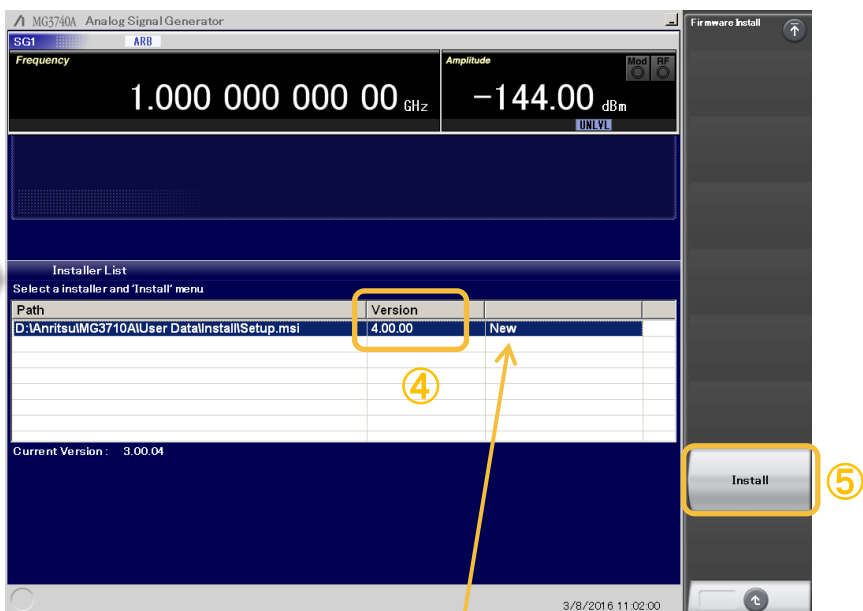 MG3740A Analog Signal Generator
SG1 ARB
Frequency
1.000 000 000 00 GHz
Amplitude
Mod RF
-144.00 dBm
UNLVL
Firmware Install
Installer List
Select a installer and 'Install' menu
Path Version
D:\Anritsu\MG3710A\User Data\Install\Setup.msi 4.00.00 New
④
Current Version : 3.00.04
Install
⑤
3/8/2016 11:02:00